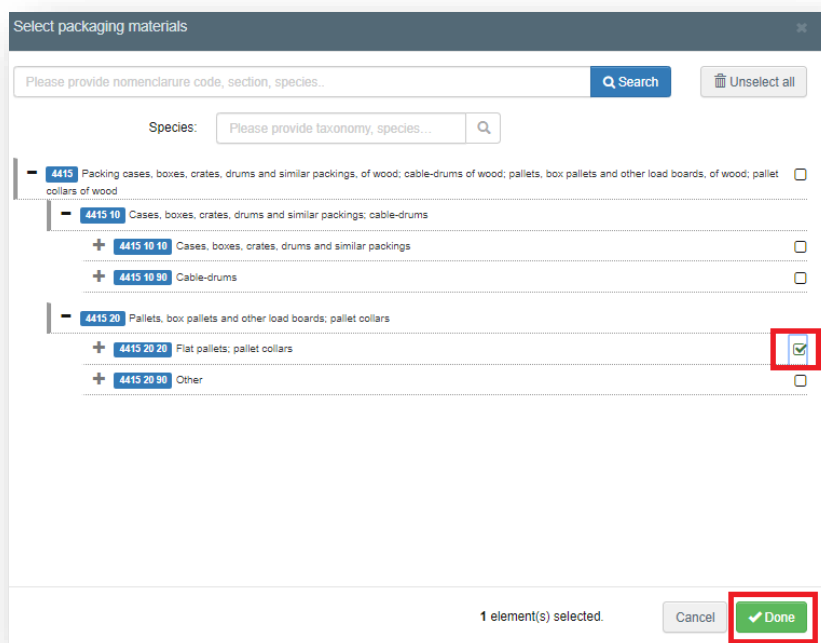 Select packaging materials
Please provide nomenclarure code, section, species..
Search
Unselect all
Species:
Please provide taxonomy, species...
4415 Packing cases, boxes, crates, drums and similar packings, of wood; cable-drums of wood; pallets, box pallets and other load boards, of wood; pallet
collars of wood
4415 10 Cases, boxes, crates, drums and similar packings; cable-drums
4415 10 10 Cases, boxes, crates, drums and similar packings
4415 10 90 Cable-drums
4415 20 Pallets, box pallets and other load boards; pallet collars
4415 20 20 Flat pallets; pallet collars
4415 20 90 Other
1 element(s) selected.
Cancel
Done